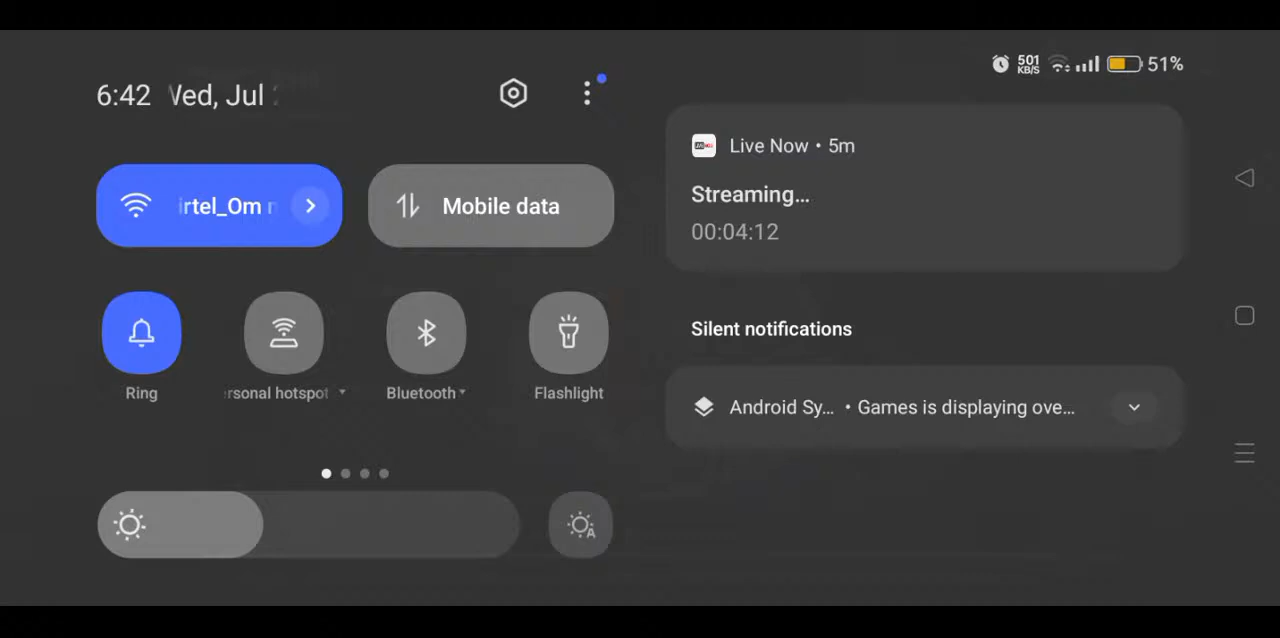 6:42 Wed, Jul
501 KB/S 51%
irtel_Om
Mobile data
Ring
rsonal hotspot
Bluetooth
Flashlight
A
Live Now • 5m
Streaming...
00:04:12
Silent notifications
Android Sy... • Games is displaying ove...